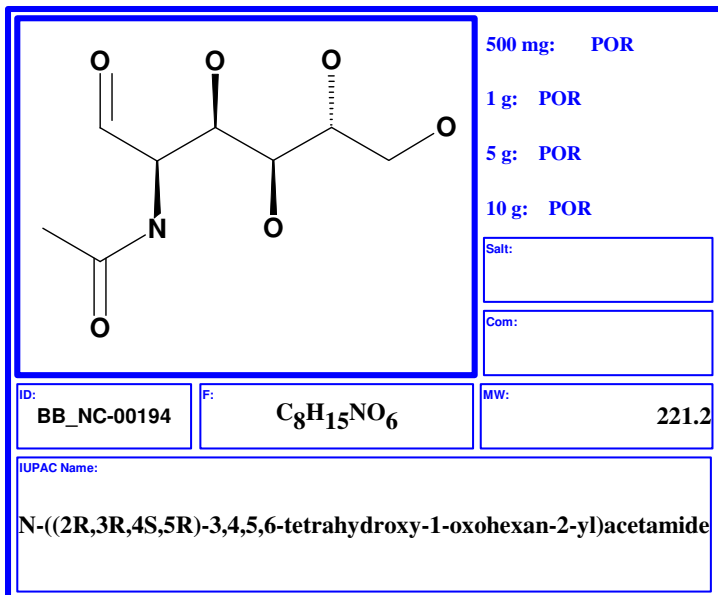 O
O
O
O
N
O
O
500 mg: POR
1 g: POR
5 g: POR
10 g: POR
Salt:
Com:
ID:
BB_NC-00194
F:
C8H15NO6
MW:
221.2
IUPAC Name:
N-((2R,3R,4S,5R)-3,4,5,6-tetrahydroxy-1-oxohexan-2-yl)acetamide